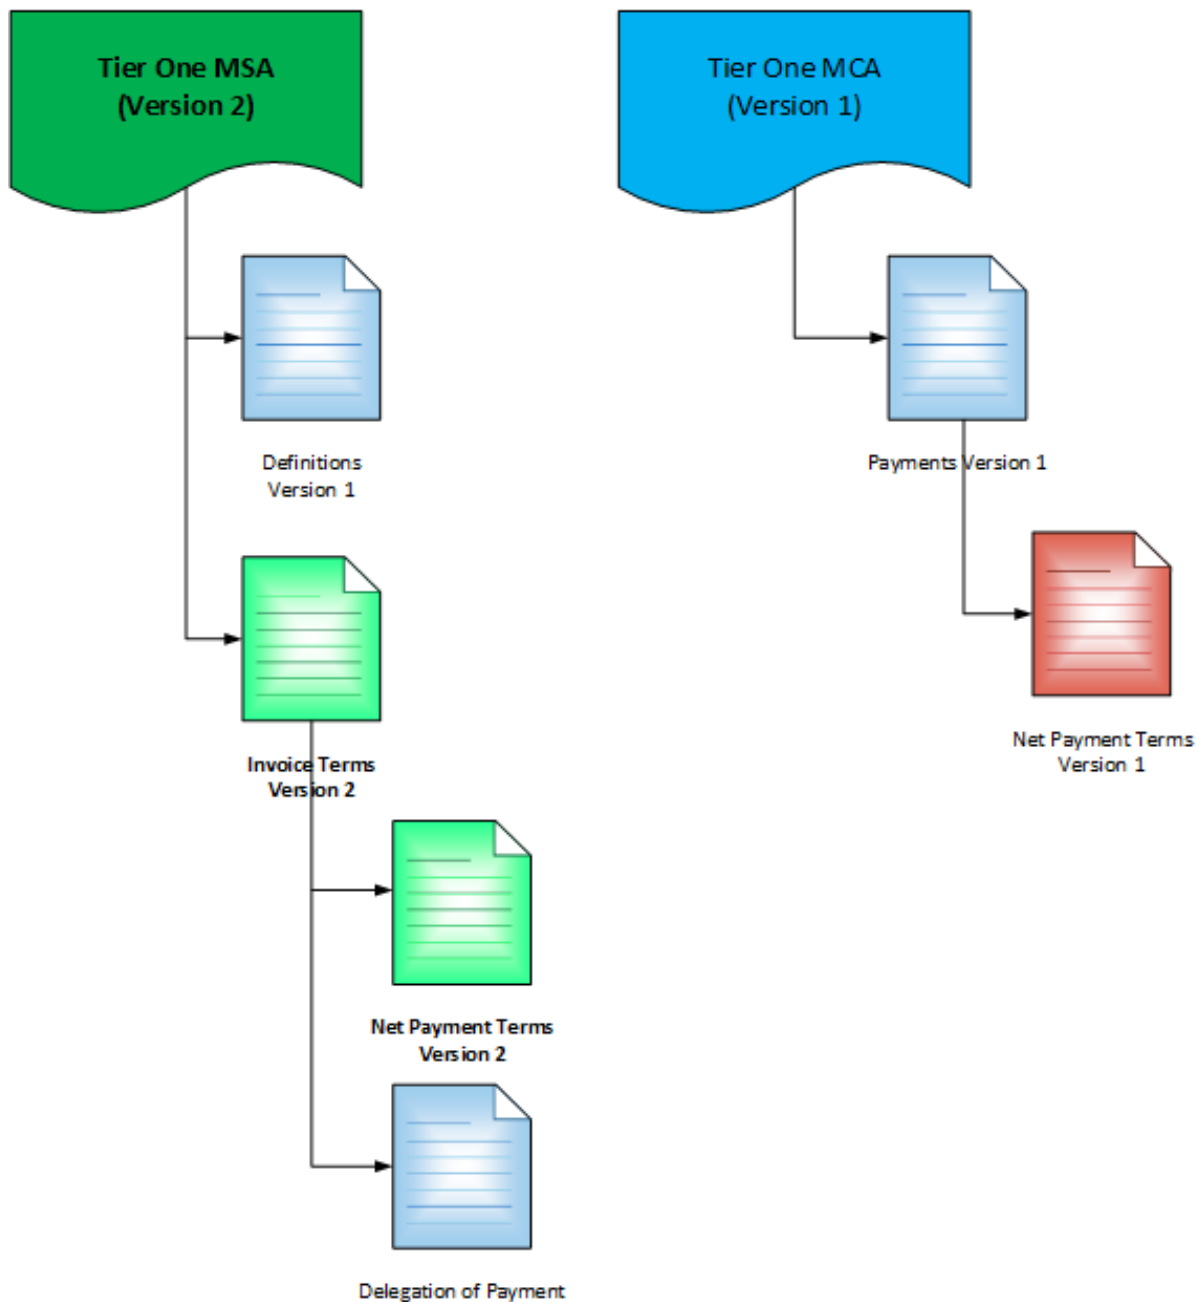 Tier One MSA
(Version 2)
Tier One MCA
(Version 1)
Definitions
Version 1
Payments Version 1
Invoice Terms
Version 2
Net Payment Terms
Version 1
Net Payment Terms
Version 2
Delegation of Payment